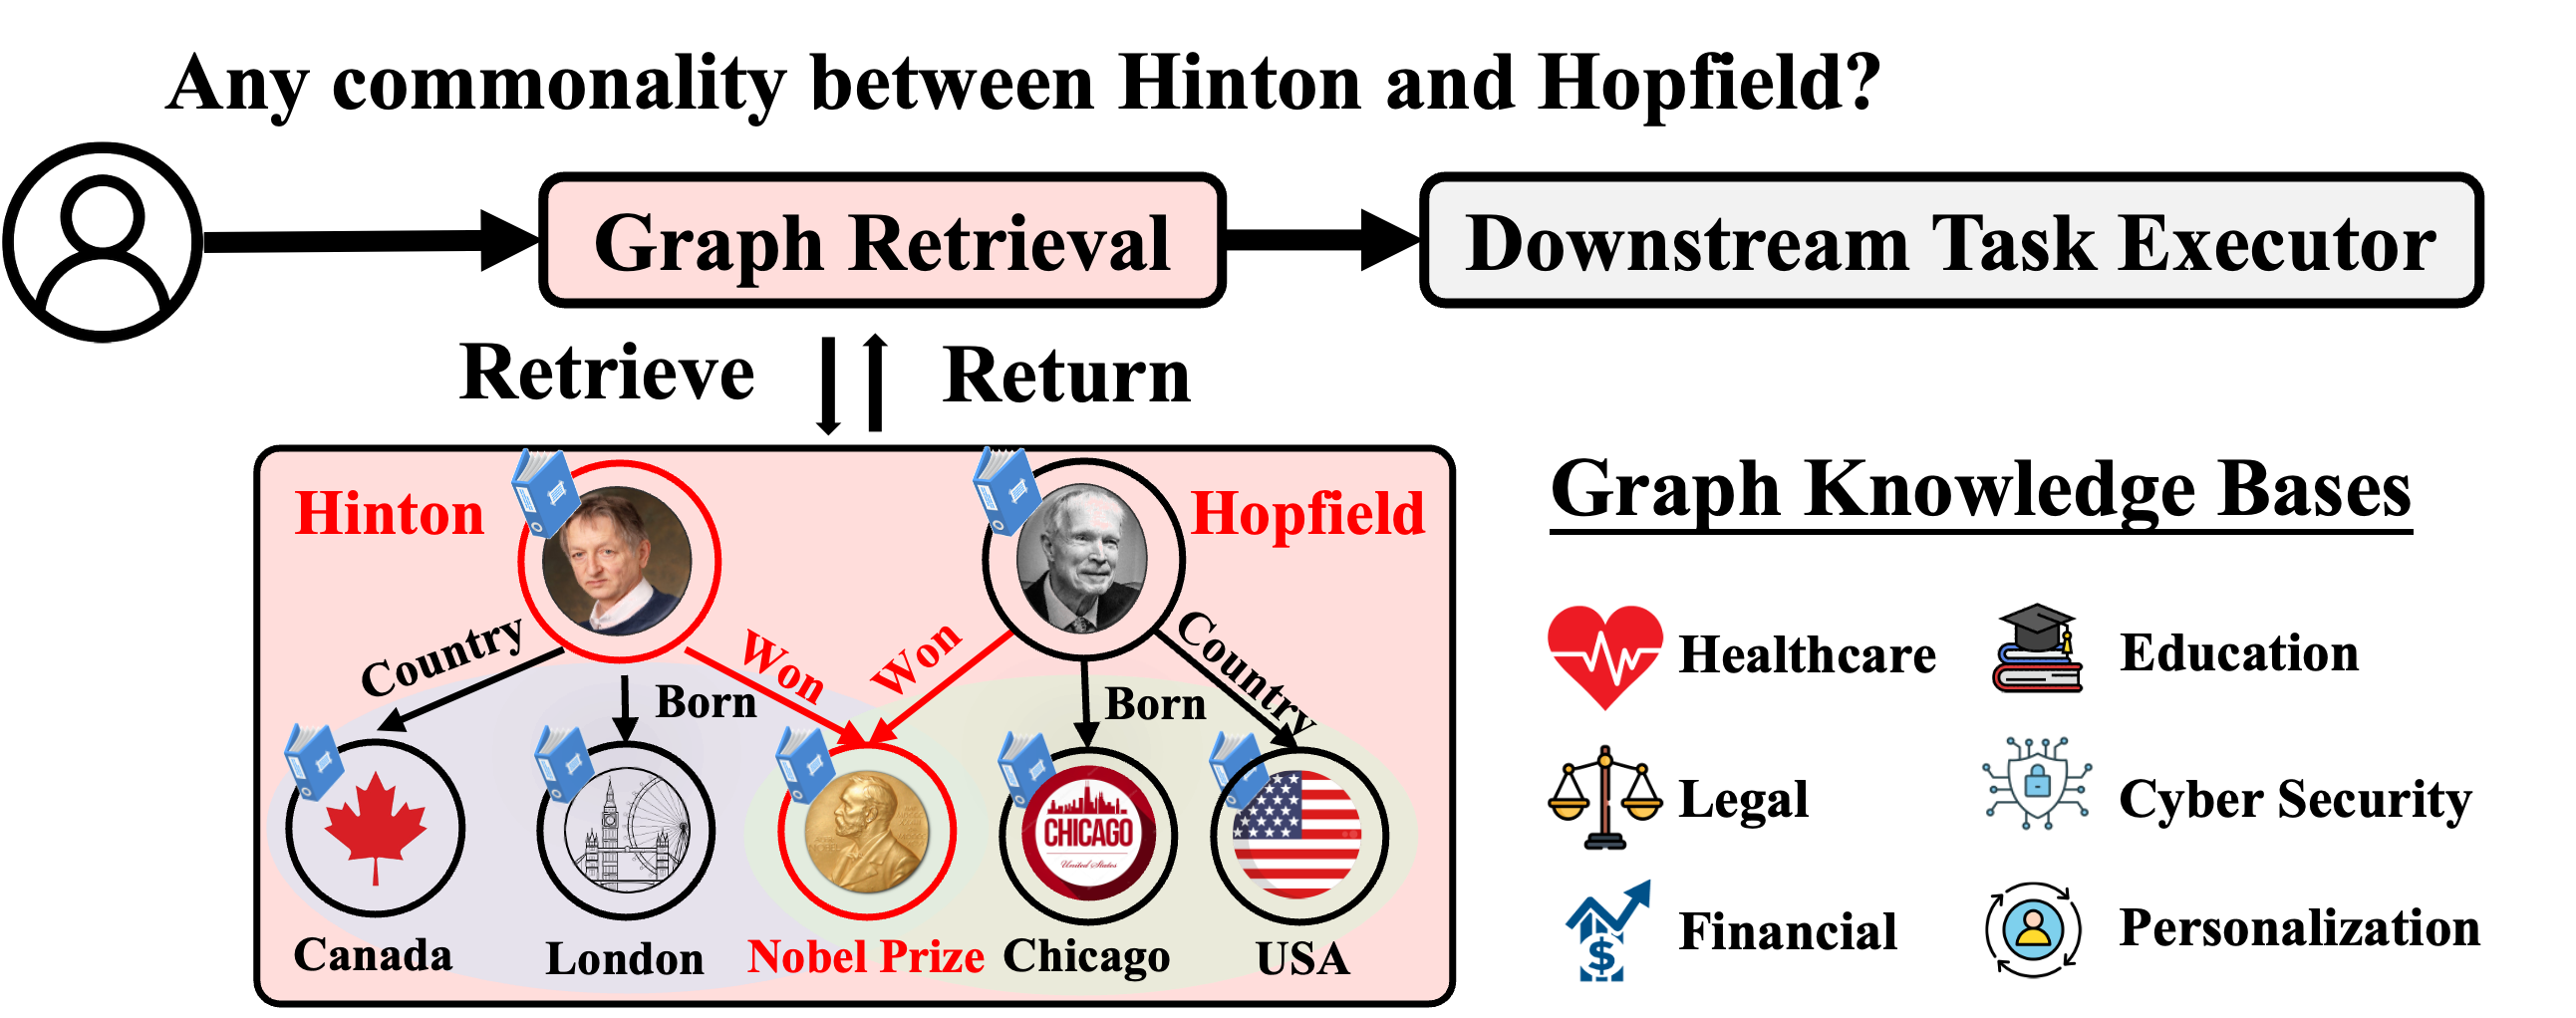 Any commonality between Hinton and Hopfield?
Graph Retrieval
Downstream Task Executor
Retrieve
Return
Hinton
Hopfield
Country
Born
Won
Won
Born
Country
CHICAGO
United States
Canada
London
Nobel Prize
Chicago
USA
Graph Knowledge Bases
Healthcare
Education
Legal
Cyber Security
Financial
$
Personalization